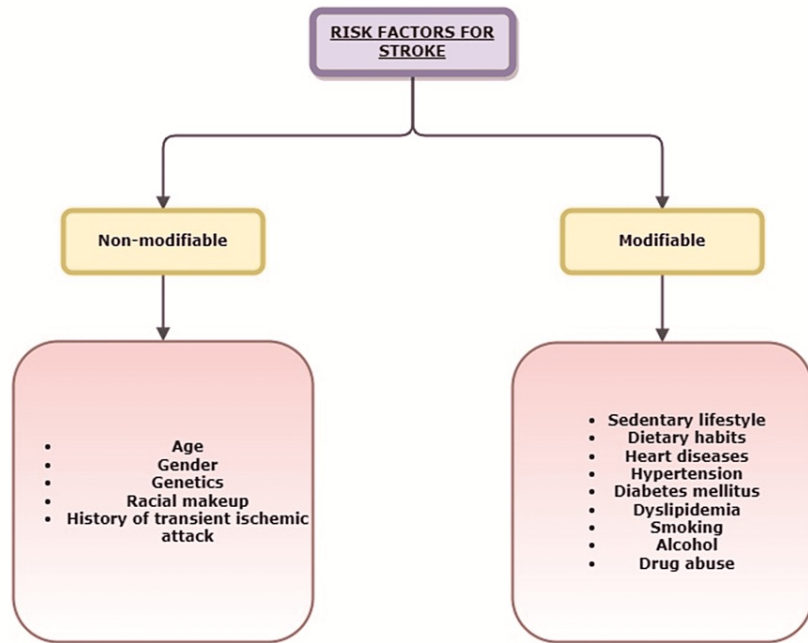 RISK FACTORS FOR
STROKE
Non-modifiable
Modifiable
• Age
• Gender
• Genetics
• Racial makeup
• History of transient ischemic
attack
• Sedentary lifestyle
• Dietary habits
• Heart diseases
• Hypertension
• Diabetes mellitus
• Dyslipidemia
• Smoking
• Alcohol
• Drug abuse